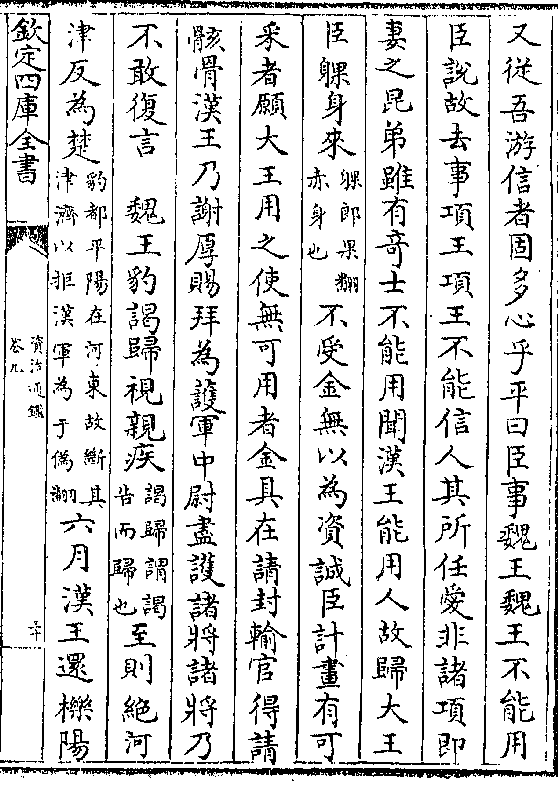 又從吾游信者固多心乎平曰臣事魏王魏王不能用
臣說故去事項王項王不能信人其所任愛非諸項即
妻之昆弟雖有竒士不能用聞漢王能用人故歸大王
臣躶身來躶郎果翻赤身也不受金無以為資誠臣計畫有可
采者願大王用之使無可用者金具在請封輸官得請
骸骨漢王乃謝厚賜拜為護軍中尉盡護諸將諸將乃
不敢復言　魏王豹謁歸視親疾謁歸謂謁告而歸也至則絶河
津反為楚豹都平陽在河東故斷其津濟以拒漢軍為于偽翻六月漢王還櫟陽
欽定四庫全書
資治通鑑
卷九